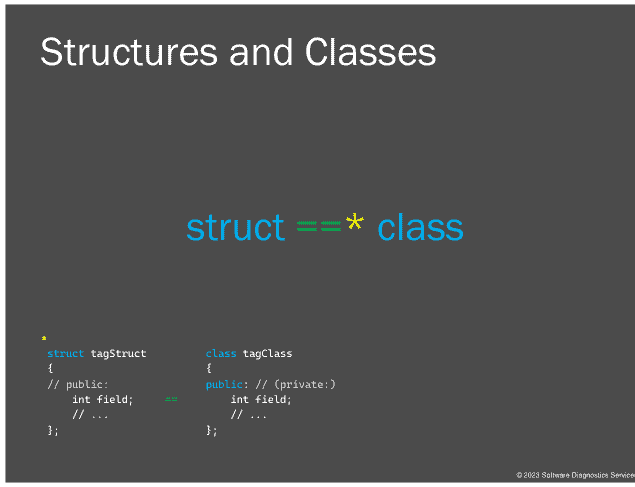 Structures and Classes
struct ==* class
*
struct tagStruct
{
// public:
int field;
// ...
};
==
class tagClass
{
public: // (private:)
int field;
// ...
};
© 2023 Software Diagnostics Service